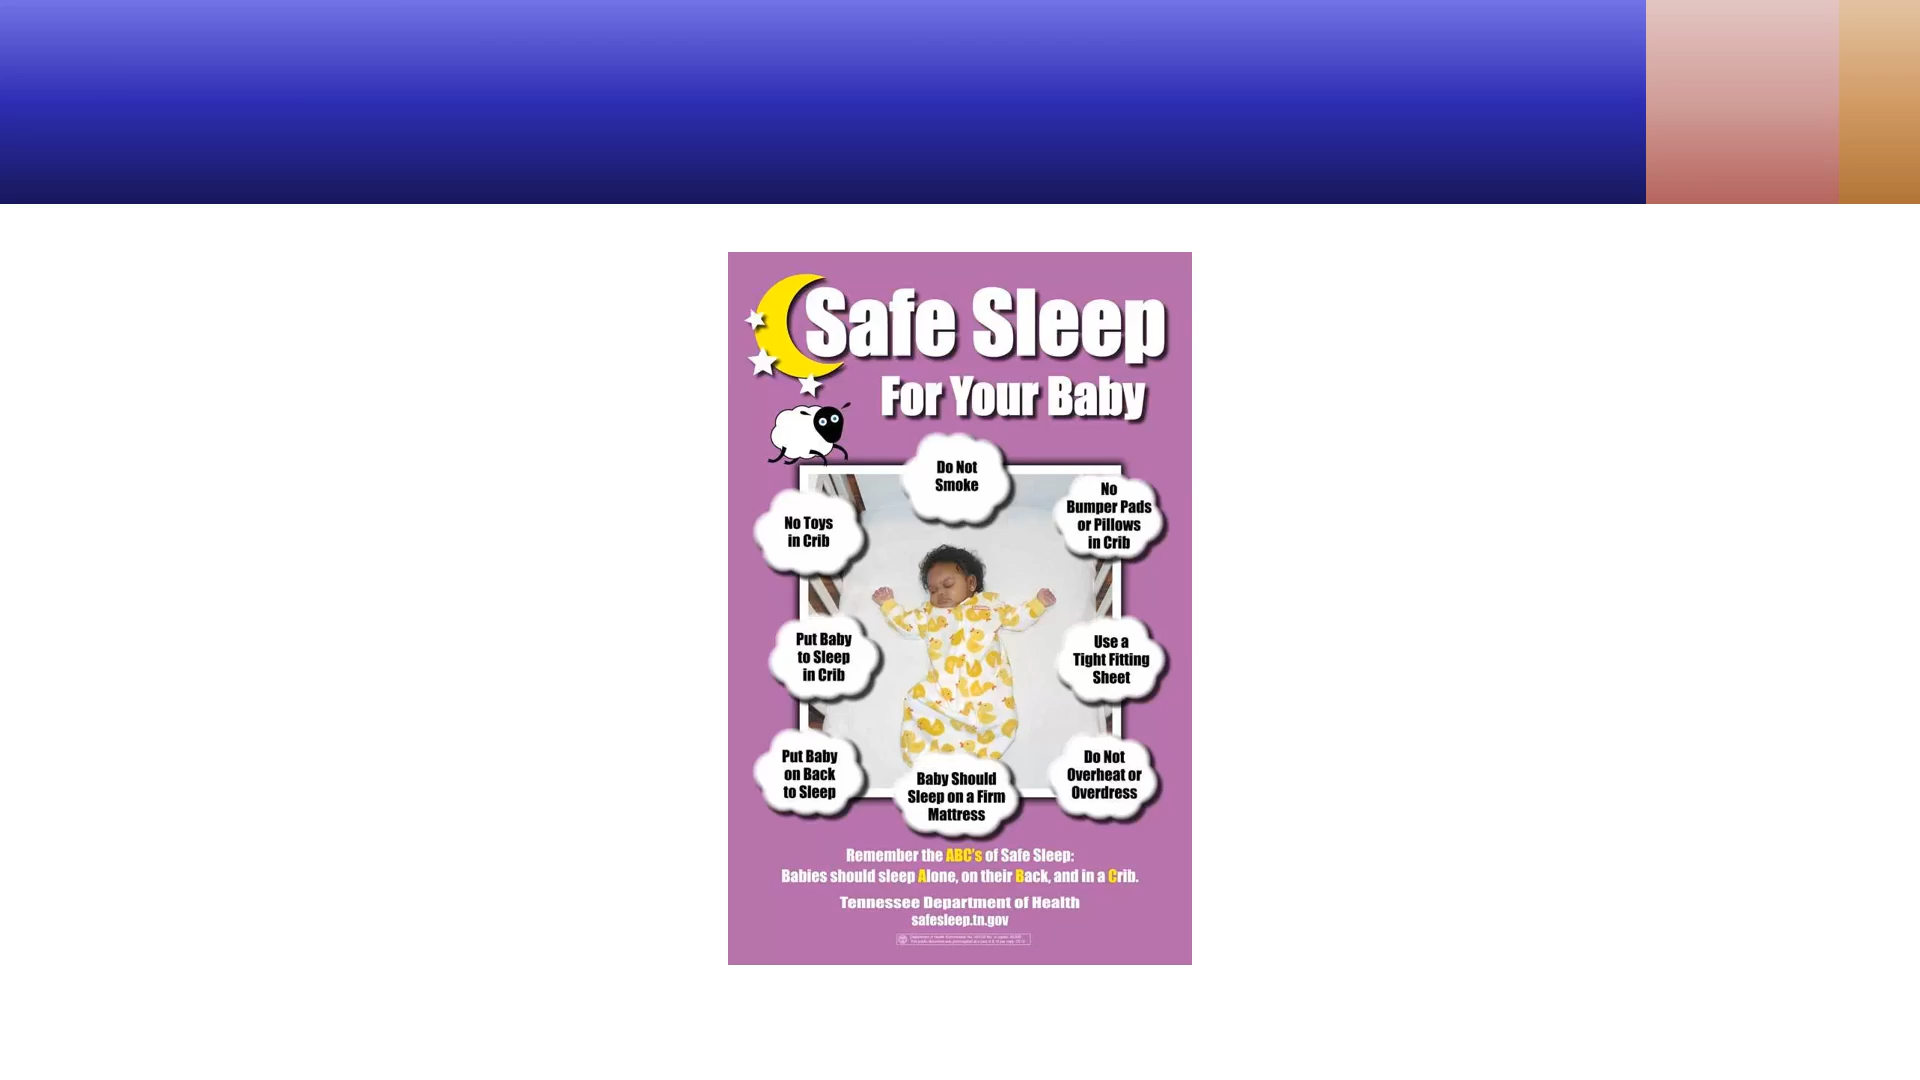 Safe Sleep
For Your Baby
Do Not
Smoke
No
Bumper Pads
or Pillows
in Crib
No Toys
in Crib
Put Baby
to Sleep
in Crib
Use a
Tight Fitting
Sheet
Put Baby
on Back
to Sleep
Baby Should
Sleep on a Firm
Mattress
Do Not
Overheat or
Overdress
Remember the ABC's of Safe Sleep:
Babies should sleep Alone, on their Back, and in a Crib.
Tennessee Department of Health
safesleep.tn.gov